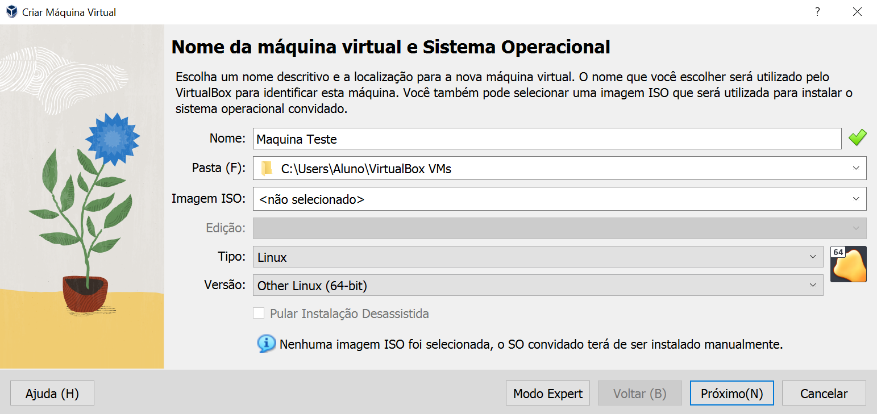 Criar Máquina Virtual
Nome da máquina virtual e Sistema Operacional
Escolha um nome descritivo e a localização para a nova máquina virtual. O nome que você escolher será utilizado pelo
VirtualBox para identificar esta máquina. Você também pode selecionar uma imagem ISO que será utilizada para instalar o
sistema operacional convidado.
Nome: Maquina Teste
Pasta (F): C:\Users\Aluno\VirtualBox VMs
Imagem ISO: <não selecionado>
Edição:
Tipo: Linux
64
Versão: Other Linux (64-bit)
Pular Instalação Desassistida
Nenhuma imagem ISO foi selecionada, o SO convidado terá de ser instalado manualmente.
Ajuda (H) Modo Expert Voltar (B) Próximo(N) Cancelar